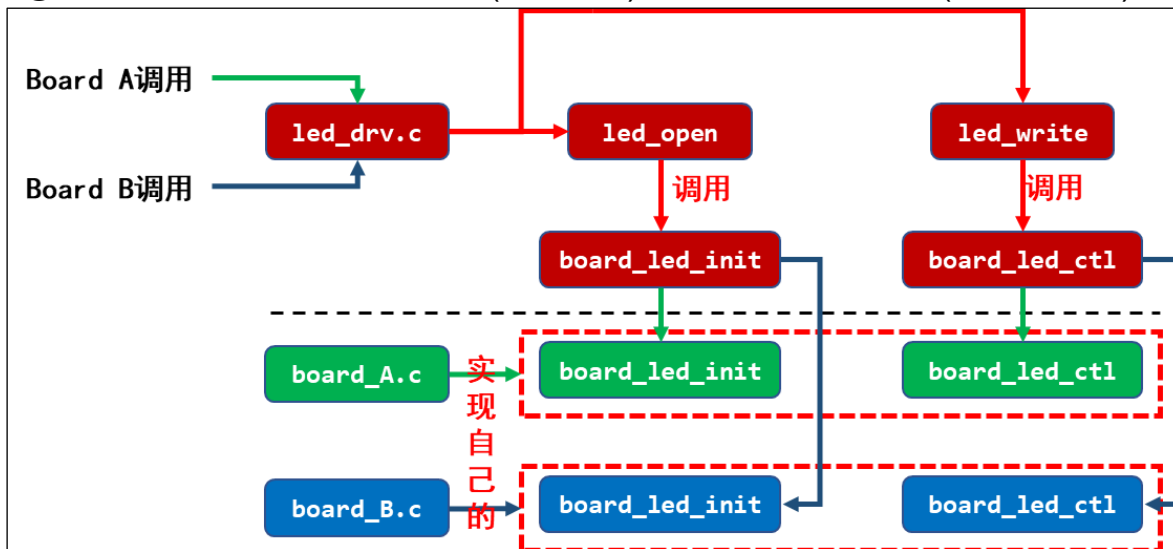 Board A调用
led_drv.c
led_open
led_write
Board B调用
调用
调用
board_led_init
board_led_ctl
board_A.c
实现自己的
board_led_init
board_led_ctl
board_B.c
board_led_init
board_led_ctl